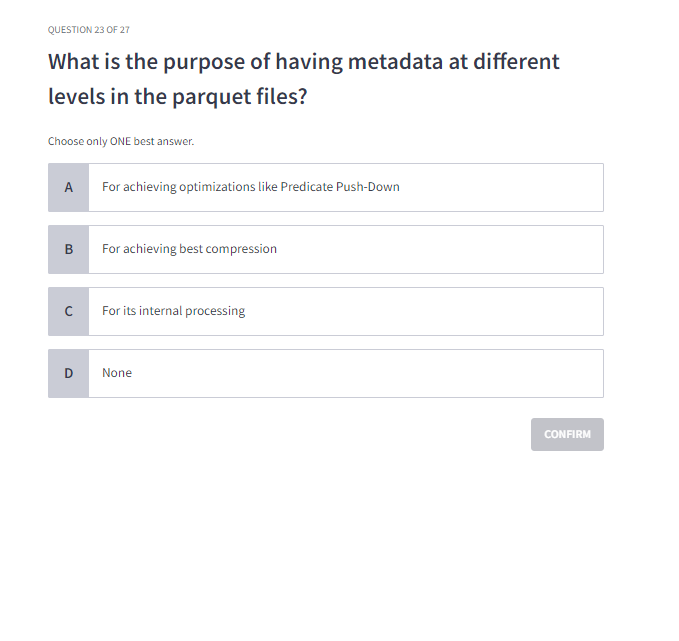 QUESTION 23 OF 27
What is the purpose of having metadata at different
levels in the parquet files?
Choose only ONE best answer.
A For achieving optimizations like Predicate Push-Down
B For achieving best compression
C For its internal processing
D None
CONFIRM